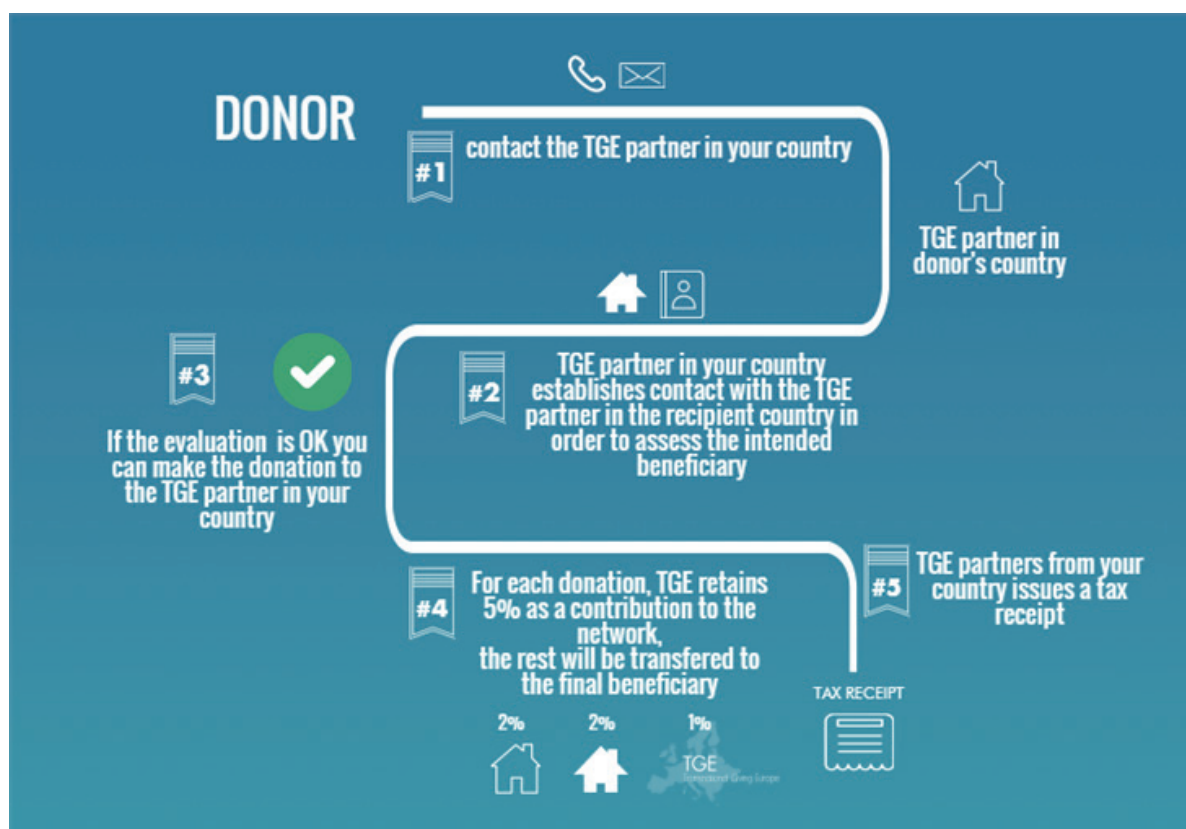 DONOR
#1
contact the TGE partner in your country
TGE partner in
donor's country
#2
TGE partner in your country
establishes contact with the TGE
partner in the recipient country in
order to assess the intended
beneficiary
#3
If the evaluation is OK you
can make the donation to
the TGE partner in your
country
#4
For each donation, TGE retains
5% as a contribution to the
network,
the rest will be transfered to
the final beneficiary
2%
2%
1%
TGE
Transnational Giving Europe
#5
TGE partners from your
country issues a tax
receipt
TAX RECEIPT